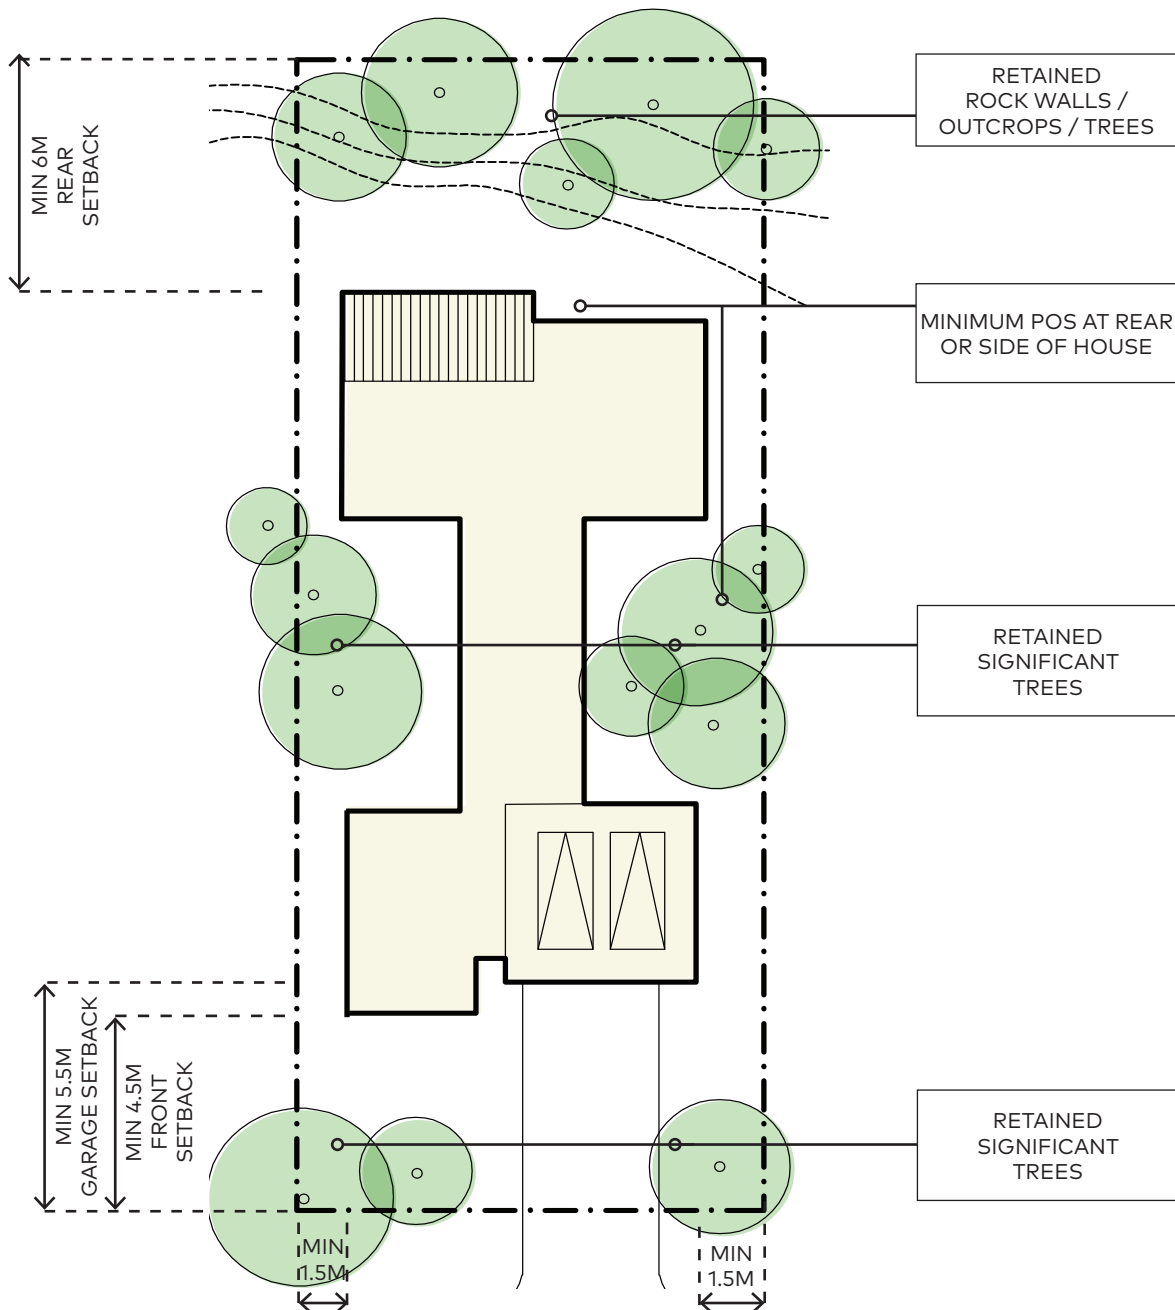 RETAINED
ROCK WALLS /
OUTCROPS / TREES
MIN 6M
REAR
SETBACK
MINIMUM POS AT REAR
OR SIDE OF HOUSE
RETAINED
SIGNIFICANT
TREES
MIN 5.5M
GARAGE SETBACK
MIN 4.5M
FRONT
SETBACK
RETAINED
SIGNIFICANT
TREES
MIN
1.5M
MIN
1.5M